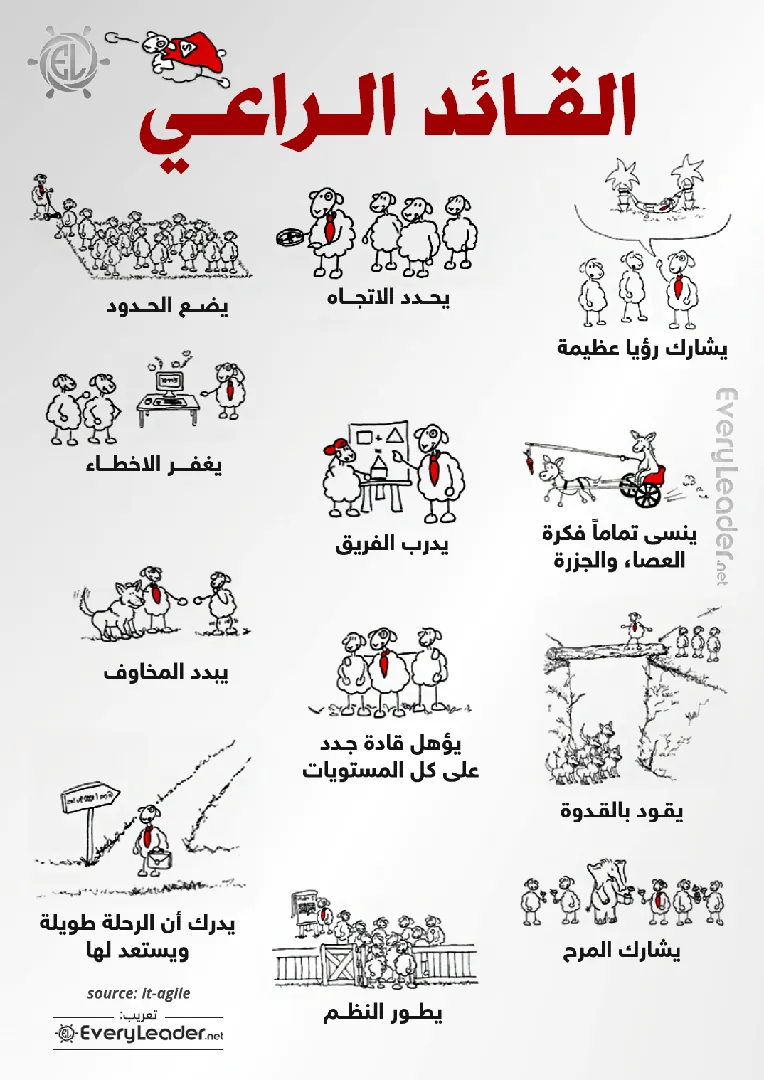 EL
القائد الراعي
يشارك رؤيا عظيمة
يحدد الاتجاه
يضع الحدود
ينسى تماماً فكرة
العصا، والجزرة
يدرب الفريق
يغفر الاخطاء
يقود بالقدوة
يؤهل قادة جدد
على كل المستويات
يبدد المخاوف
يشارك المرح
يطور النظم
يدرك أن الرحلة طويلة
ويستعد لها
source: it-agile
تعريب:
EveryLeader.net
EveryLeader.net